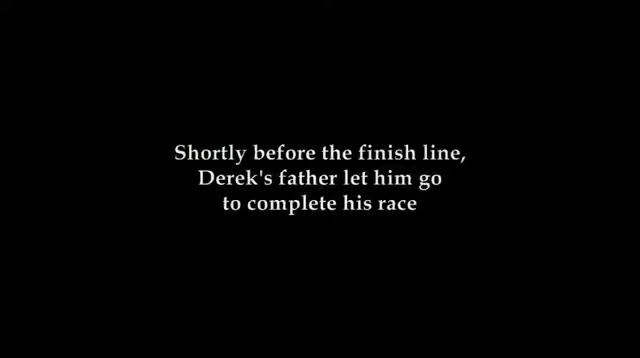 Shortly before the finish line,
Derek's father let him go
to complete his race